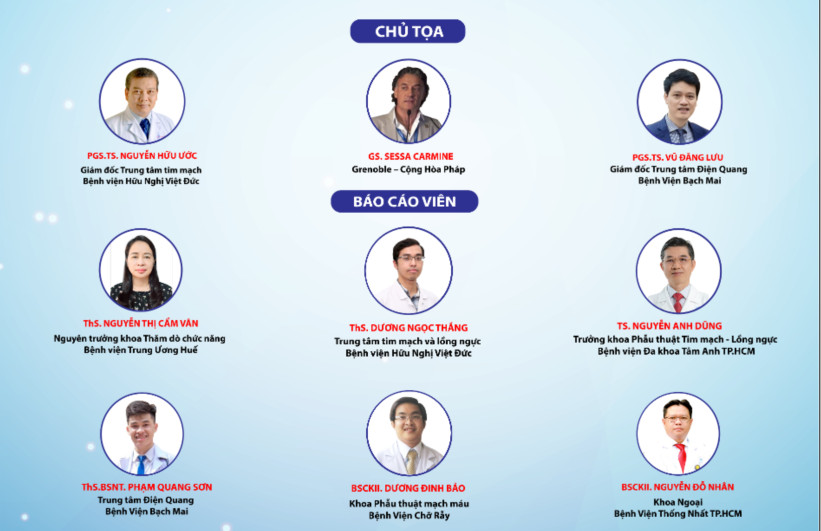 CHỦ TỌA
PGS.TS. NGUYỄN HỮU ƯỚC
Giám đốc Trung tâm tim mạch
Bệnh viện Hữu Nghị Việt Đức
GS. SESSA CARMINE
Grenoble – Cộng Hòa Pháp
PGS.TS. VŨ ĐĂNG LƯU
Giám đốc Trung tâm Điện Quang
Bệnh Viện Bạch Mai
BÁO CÁO VIÊN
ThS. NGUYỄN THỊ CẨM VÂN
Nguyên trưởng khoa Thăm dò chức năng
Bệnh viện Trung Ương Huế
ThS. DƯƠNG NGỌC THẮNG
Trung tâm tim mạch và lồng ngực
Bệnh viện Hữu Nghị Việt Đức
TS. NGUYỄN ANH DŨNG
Trưởng khoa Phẫu thuật Tim mạch - Lồng ngực
Bệnh viện Đa khoa Tâm Anh TP.HCM
ThS.BSNT. PHẠM QUANG SƠN
Trung tâm Điện Quang
Bệnh Viện Bạch Mai
BSCKII. DƯƠNG ĐINH BẢO
Khoa Phẫu thuật mạch máu
Bệnh Viện Chỡ Rẫy
BSCKII. NGUYỄN ĐỖ NHÂN
Khoa Ngoại
Bệnh Viện Thống Nhất TP.HCM